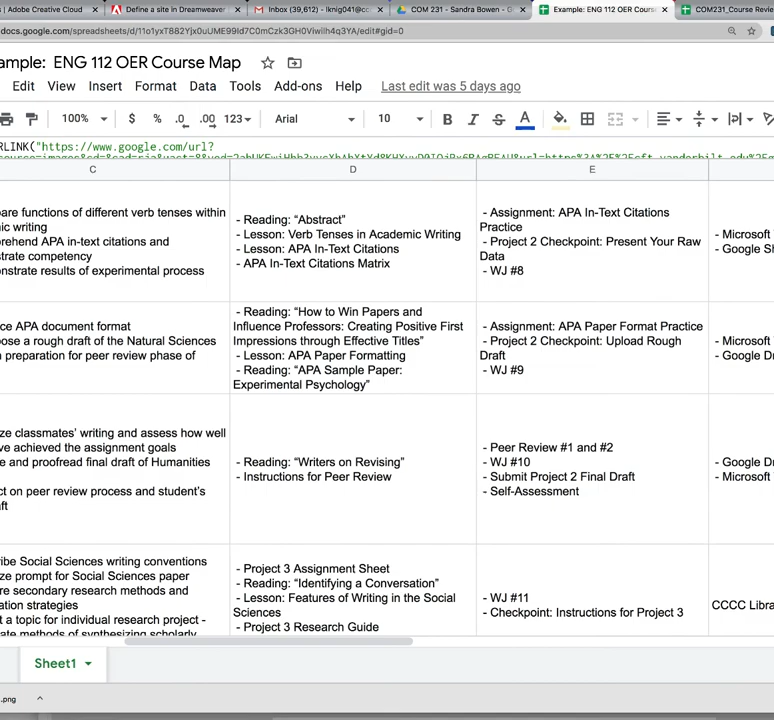 Creative Cloud
Define a site in Dreamweaver
Inbox (39,612) - lknig041@cc
COM 231 - Sandra Bowen - G
Example: ENG 112 OER Course
COM231_Course Revie
ample: ENG 112 OER Course Map
Edit View Insert Format Data Tools Add-ons Help Last edit was 5 days ago
100% $ % .0 .00 123 Arial 10 B I S A
RLINK("https://www.google.com/url?
C D E
are functions of different verb tenses within
ic writing
rehend APA in-text citations and
strate competency
nstrate results of experimental process
- Reading: “Abstract”
- Lesson: Verb Tenses in Academic Writing
- Lesson: APA In-Text Citations
- APA In-Text Citations Matrix
- Assignment: APA In-Text Citations
Practice
- Project 2 Checkpoint: Present Your Raw
Data
- WJ #8
- Microsoft
- Google Sh
ce APA document format
ose a rough draft of the Natural Sciences
n preparation for peer review phase of
- Reading: “How to Win Papers and
Influence Professors: Creating Positive First
Impressions through Effective Titles”
- Lesson: APA Paper Formatting
- Reading: “APA Sample Paper:
Experimental Psychology”
- Assignment: APA Paper Format Practice
- Project 2 Checkpoint: Upload Rough
Draft
- WJ #9
- Microsoft
- Google D
ze classmates’ writing and assess how well
ve achieved the assignment goals
e and proofread final draft of Humanities
ct on peer review process and student’s
ft
- Reading: “Writers on Revising”
- Instructions for Peer Review
- Peer Review #1 and #2
- WJ #10
- Submit Project 2 Final Draft
- Self-Assessment
- Google D
- Microsoft
ibe Social Sciences writing conventions
ze prompt for Social Sciences paper
re secondary research methods and
ation strategies
t a topic for individual research project -
ate methods of synthesizing scholarly
- Project 3 Assignment Sheet
- Reading: “Identifying a Conversation”
- Lesson: Features of Writing in the Social
Sciences
- Project 3 Research Guide
- WJ #11
- Checkpoint: Instructions for Project 3
CCCC Libra
Sheet1
.png